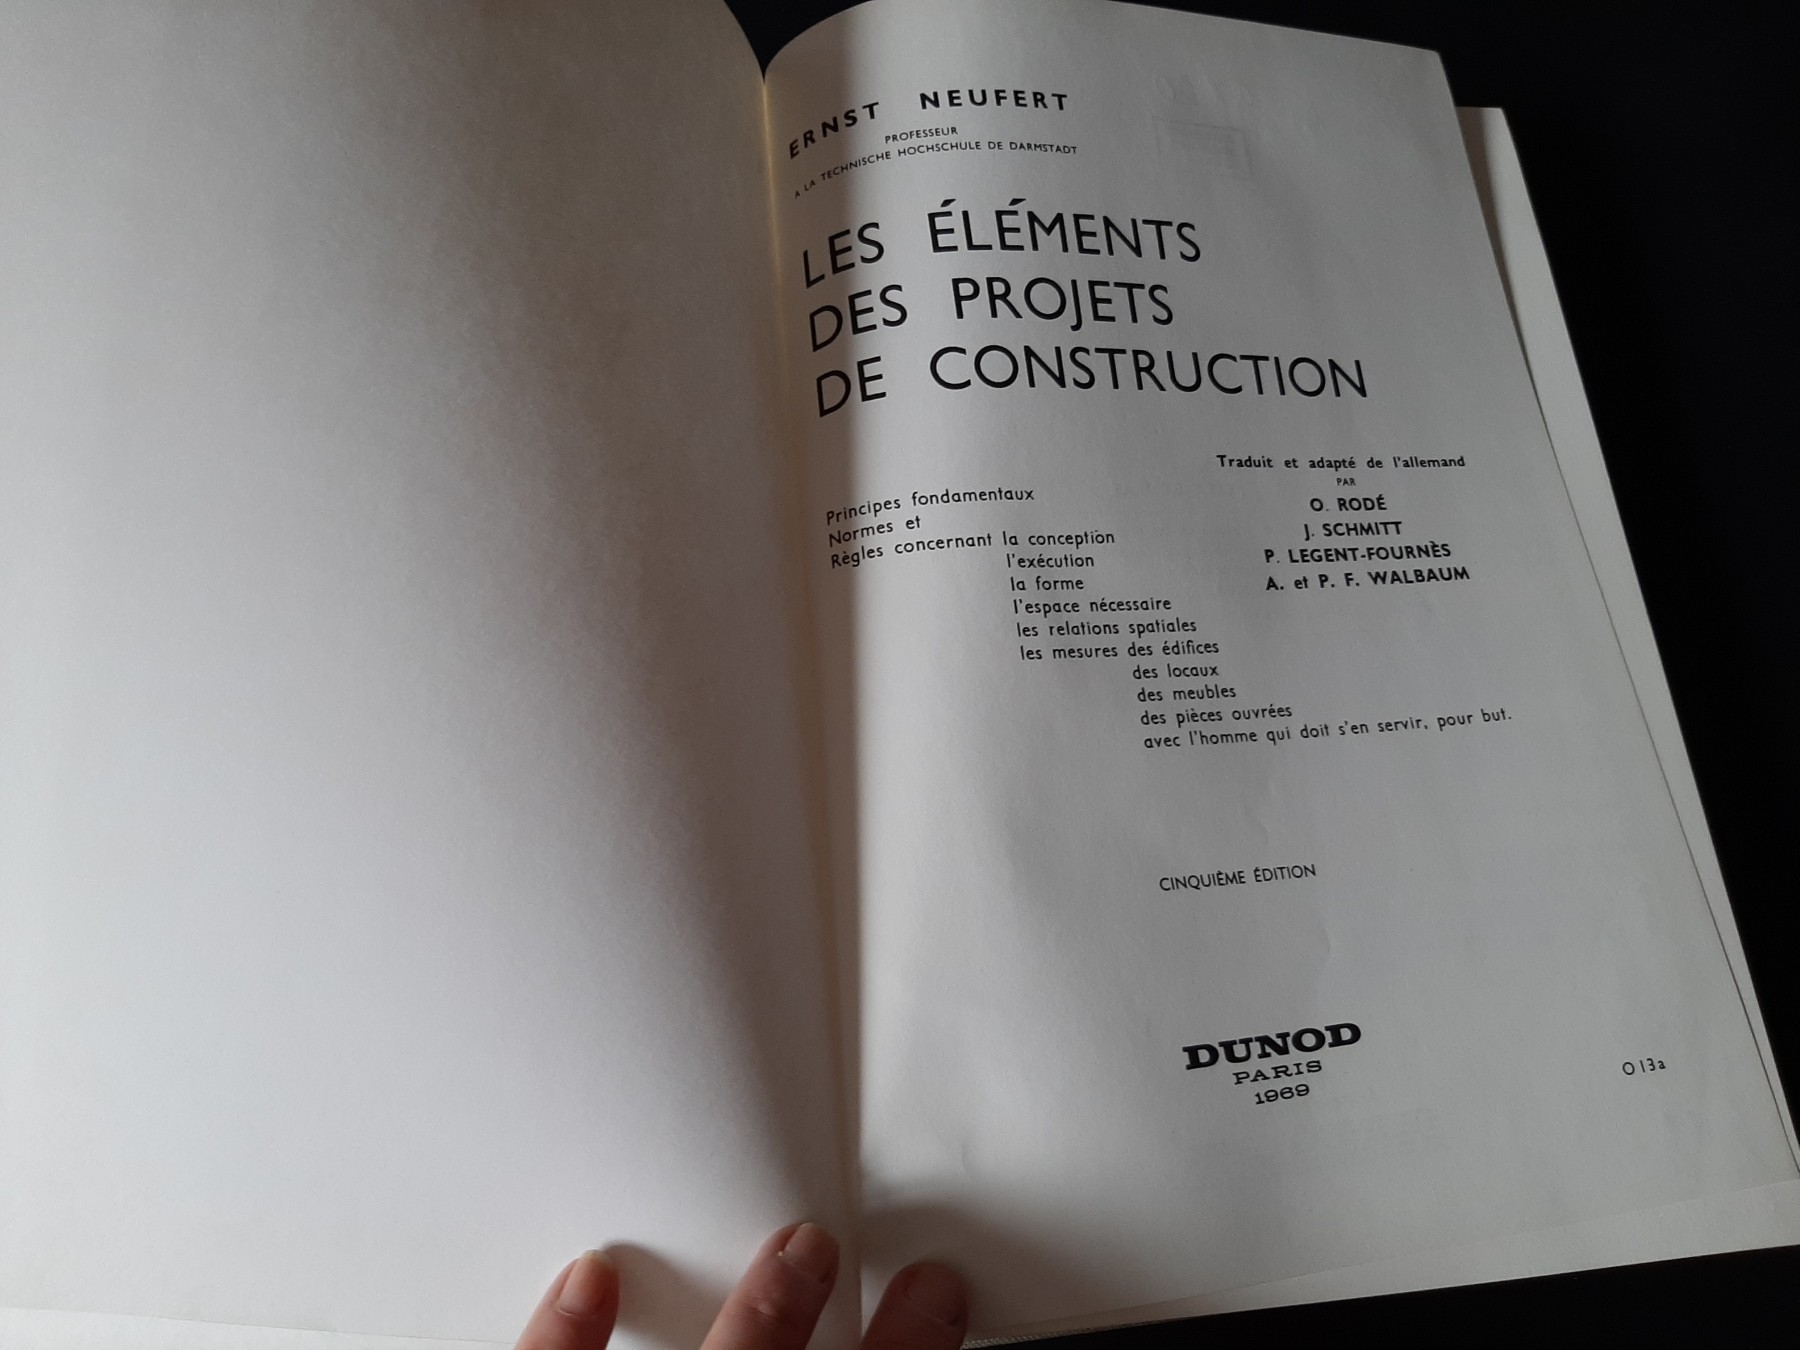 ERNST NEUFERT
PROFESSEUR
A LA TECHNISCHE HOCHSCHULE DE DARMSTADT
LES ÉLÉMENTS
DES PROJETS
DE CONSTRUCTION
Traduit et adapté de l'allemand
PAR
O. RODÉ
J. SCHMITT
P. LEGENT-FOURNÈS
A. et P. F. WALBAUM
Principes fondamentaux
Normes et
Règles concernant la conception
l'exécution
la forme
l'espace nécessaire
les relations spatiales
les mesures des édifices
des locaux
des meubles
des pièces ouvrées
avec l'homme qui doit s'en servir, pour but.
CINQUIÈME ÉDITION
DUNOD
PARIS
1969
O 13a